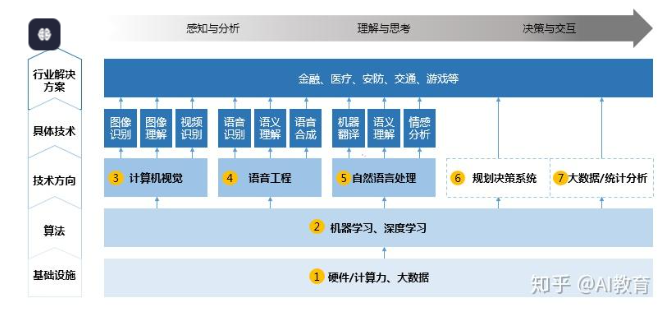 感知与分析
理解与思考
决策与交互
行业解决
方案
金融、医疗、安防、交通、游戏等
具体技术
图像
识别
图像
理解
视频
识别
语音
识别
语义
理解
语音
合成
机器
翻译
语义
理解
情感
分析
技术方向
3 计算机视觉
4 语音工程
5 自然语言处理
6 规划决策系统
7 大数据/统计分析
算法
2 机器学习、深度学习
基础设施
1 硬件/计算力、大数据
知乎 @AI教育